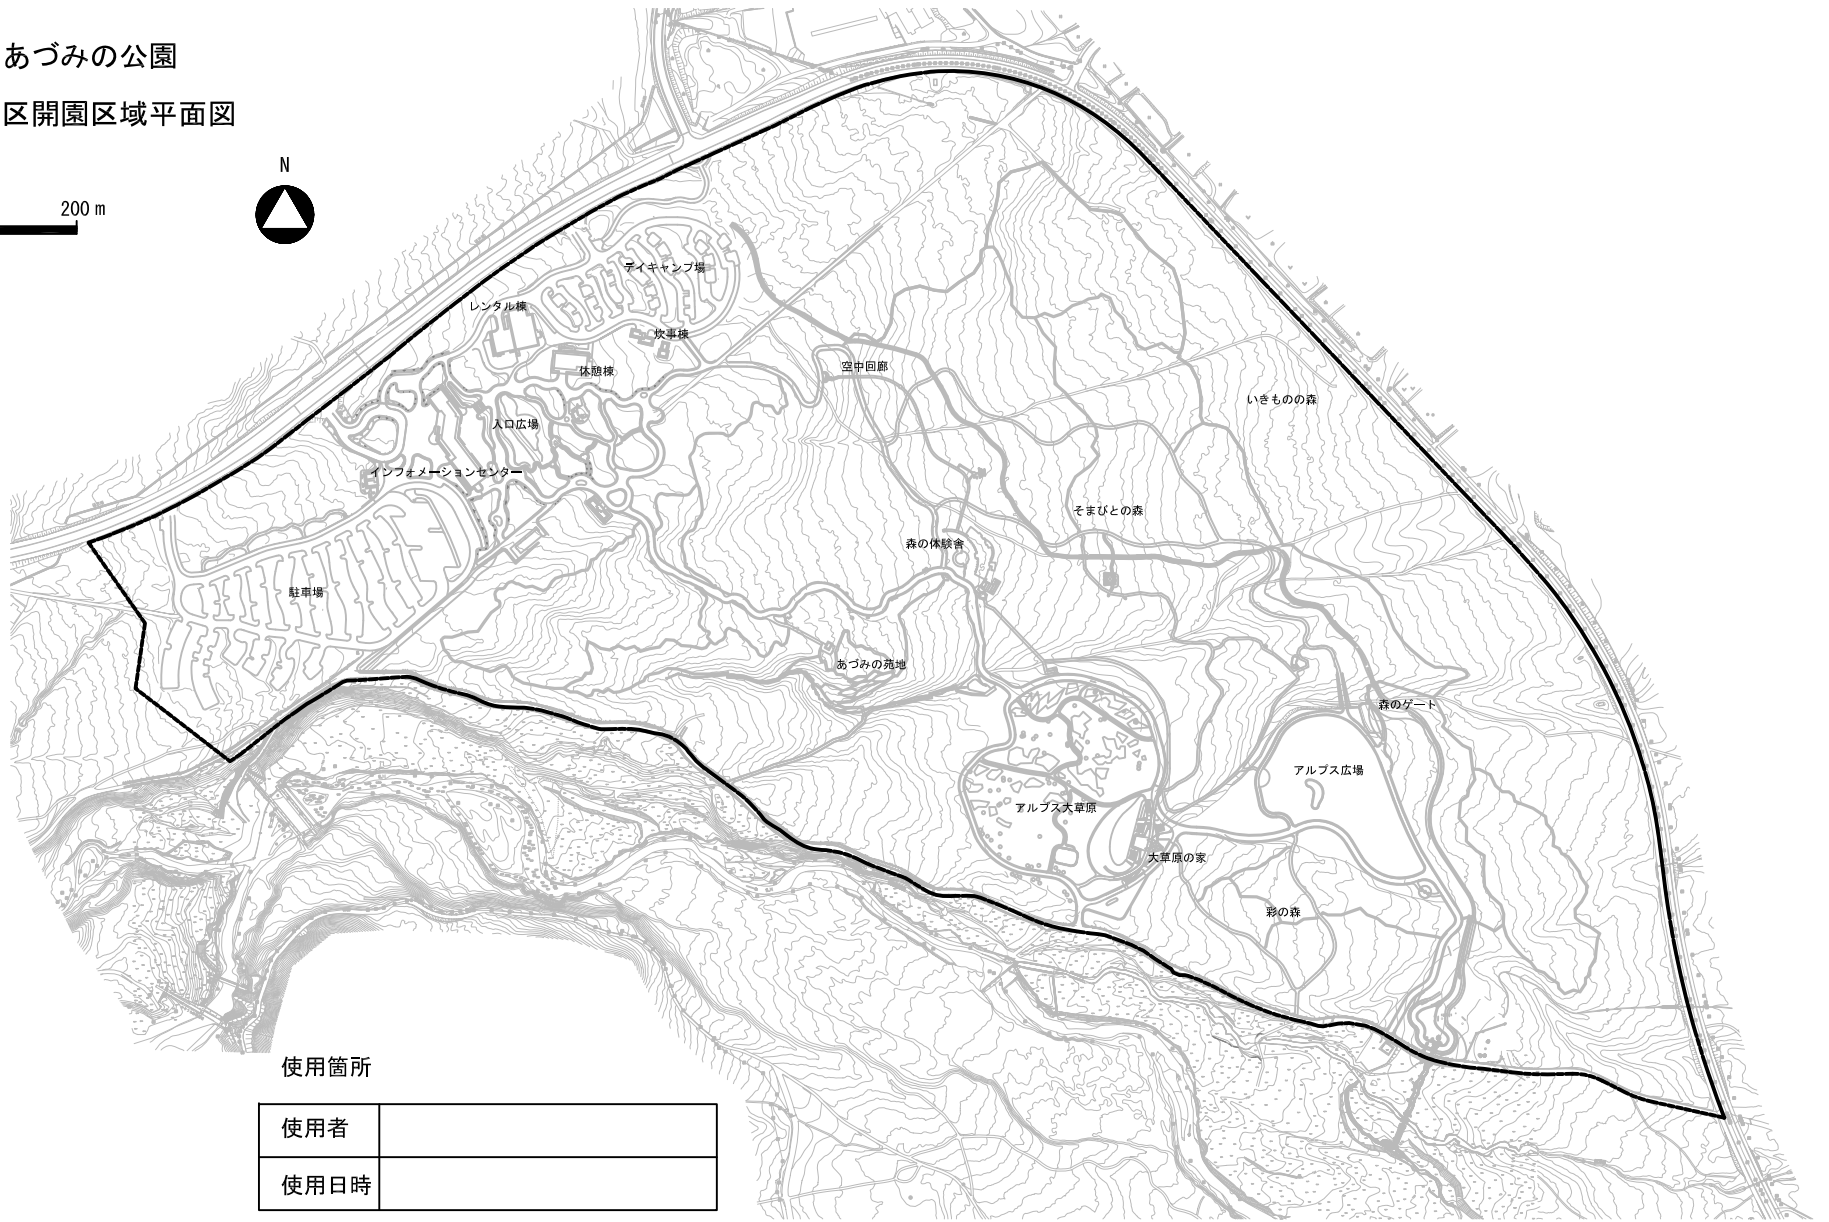 あづみの公園
区開園区域平面図
N
200 m
デイキャンプ場
レンタル棟
炊事棟
休憩棟
空中回廊
いきものの森
入口広場
インフォメーションセンター
そまびとの森
森の体験舎
駐車場
あづみの苑地
森のゲート
アルプス広場
アルプス大草原
大草原の家
彩の森
使用箇所
使用者
使用日時